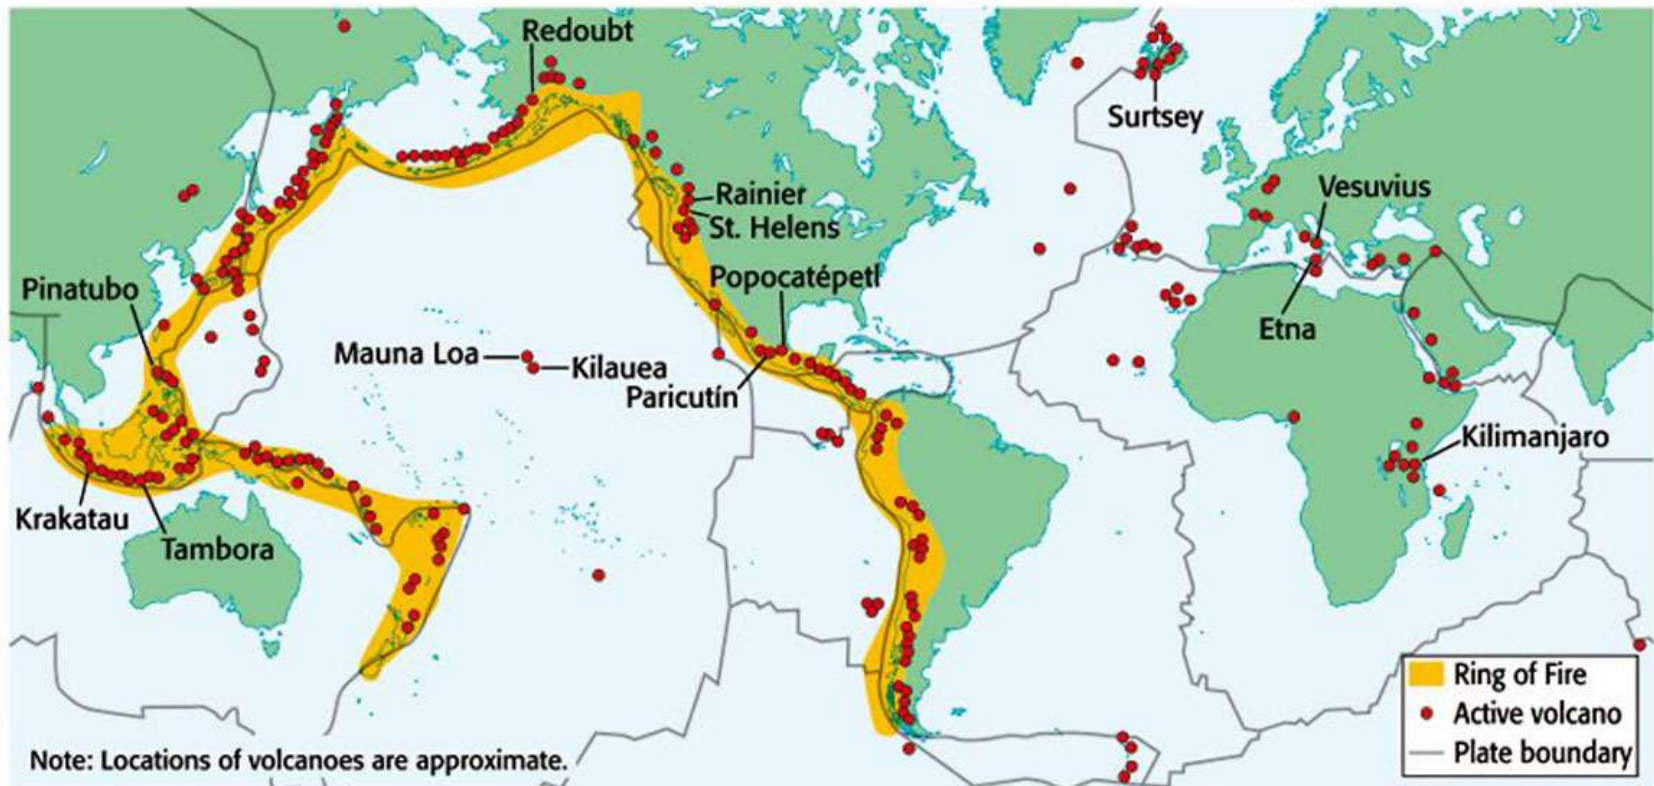 Redoubt
Surtsey
Rainier
St. Helens
Vesuvius
Pinatubo
Popocatépetl
Etna
Mauna Loa
Kilauea
Paricutín
Kilimanjaro
Krakatau
Tambora
Ring of Fire
Active volcano
Plate boundary
Note: Locations of volcanoes are approximate.